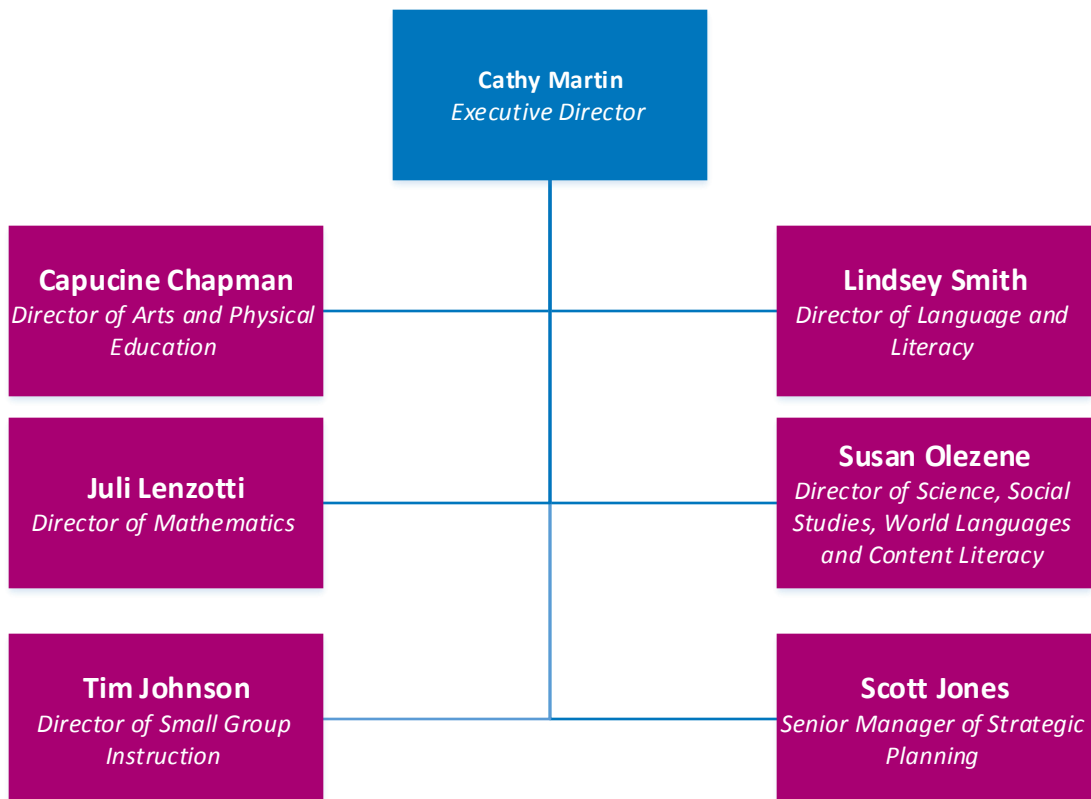 Cathy Martin
Executive Director
Capucine Chapman
Director of Arts and Physical
Education
Lindsey Smith
Director of Language and
Literacy
Juli Lenzotti
Director of Mathematics
Susan Olezene
Director of Science, Social
Studies, World Languages
and Content Literacy
Tim Johnson
Director of Small Group
Instruction
Scott Jones
Senior Manager of Strategic
Planning